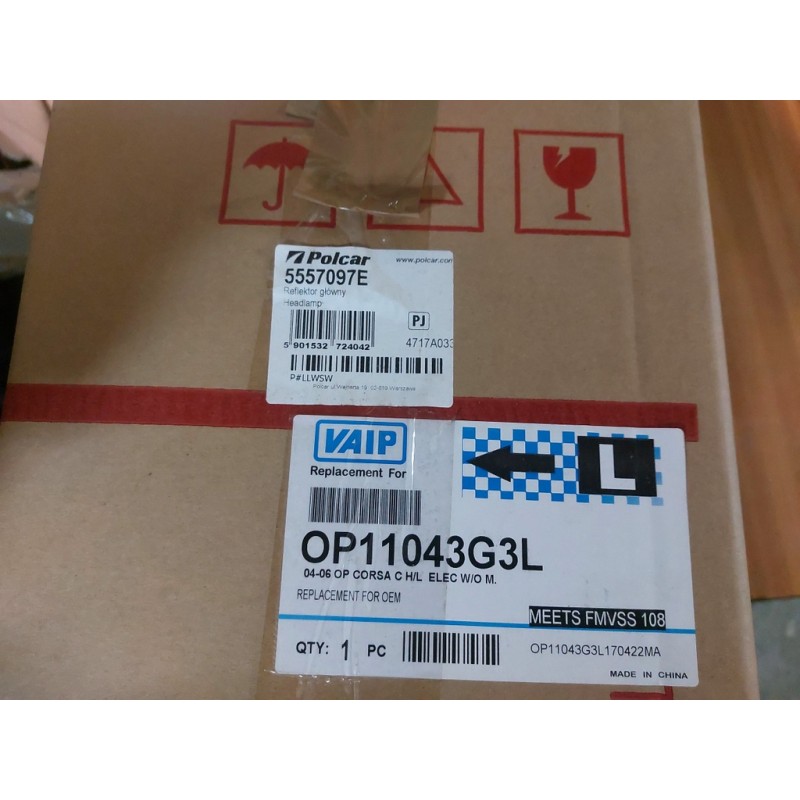 Polcar
www.polcar.com
5557097E
Reflektor główny
Headlamp
PJ
4717A033
5 901532 724042
P#LLWSW
VAIP
L
Replacement For
OP11043G3L
04-06 OP CORSA C H/L ELEC W/O M.
REPLACEMENT FOR OEM
MEETS FMVSS 108
QTY: 1 PC
OP11043G3L170422MA
MADE IN CHINA